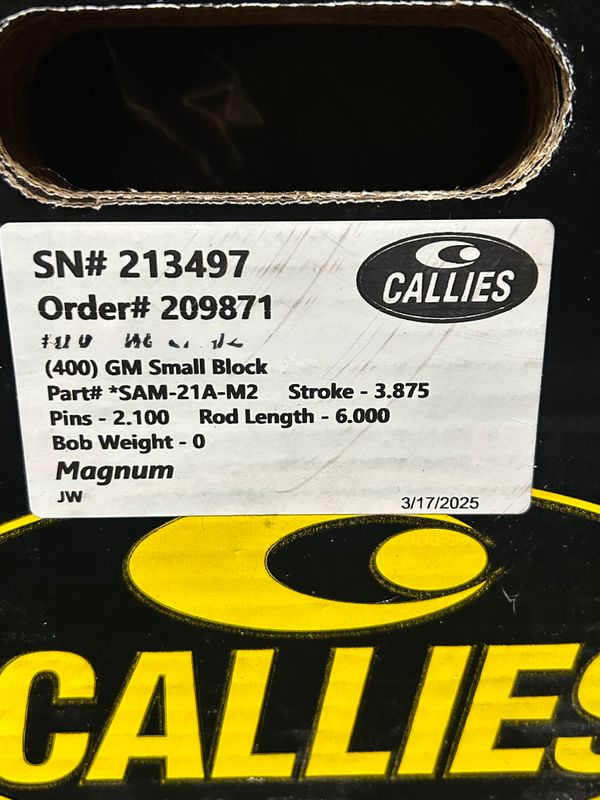 SN# 213497
CALLIES
Order# 209871
(400) GM Small Block
Part# *SAM-21A-M2 Stroke - 3.875
Pins - 2.100 Rod Length - 6.000
Bob Weight - 0
Magnum
JW
3/17/2025
CALLIES